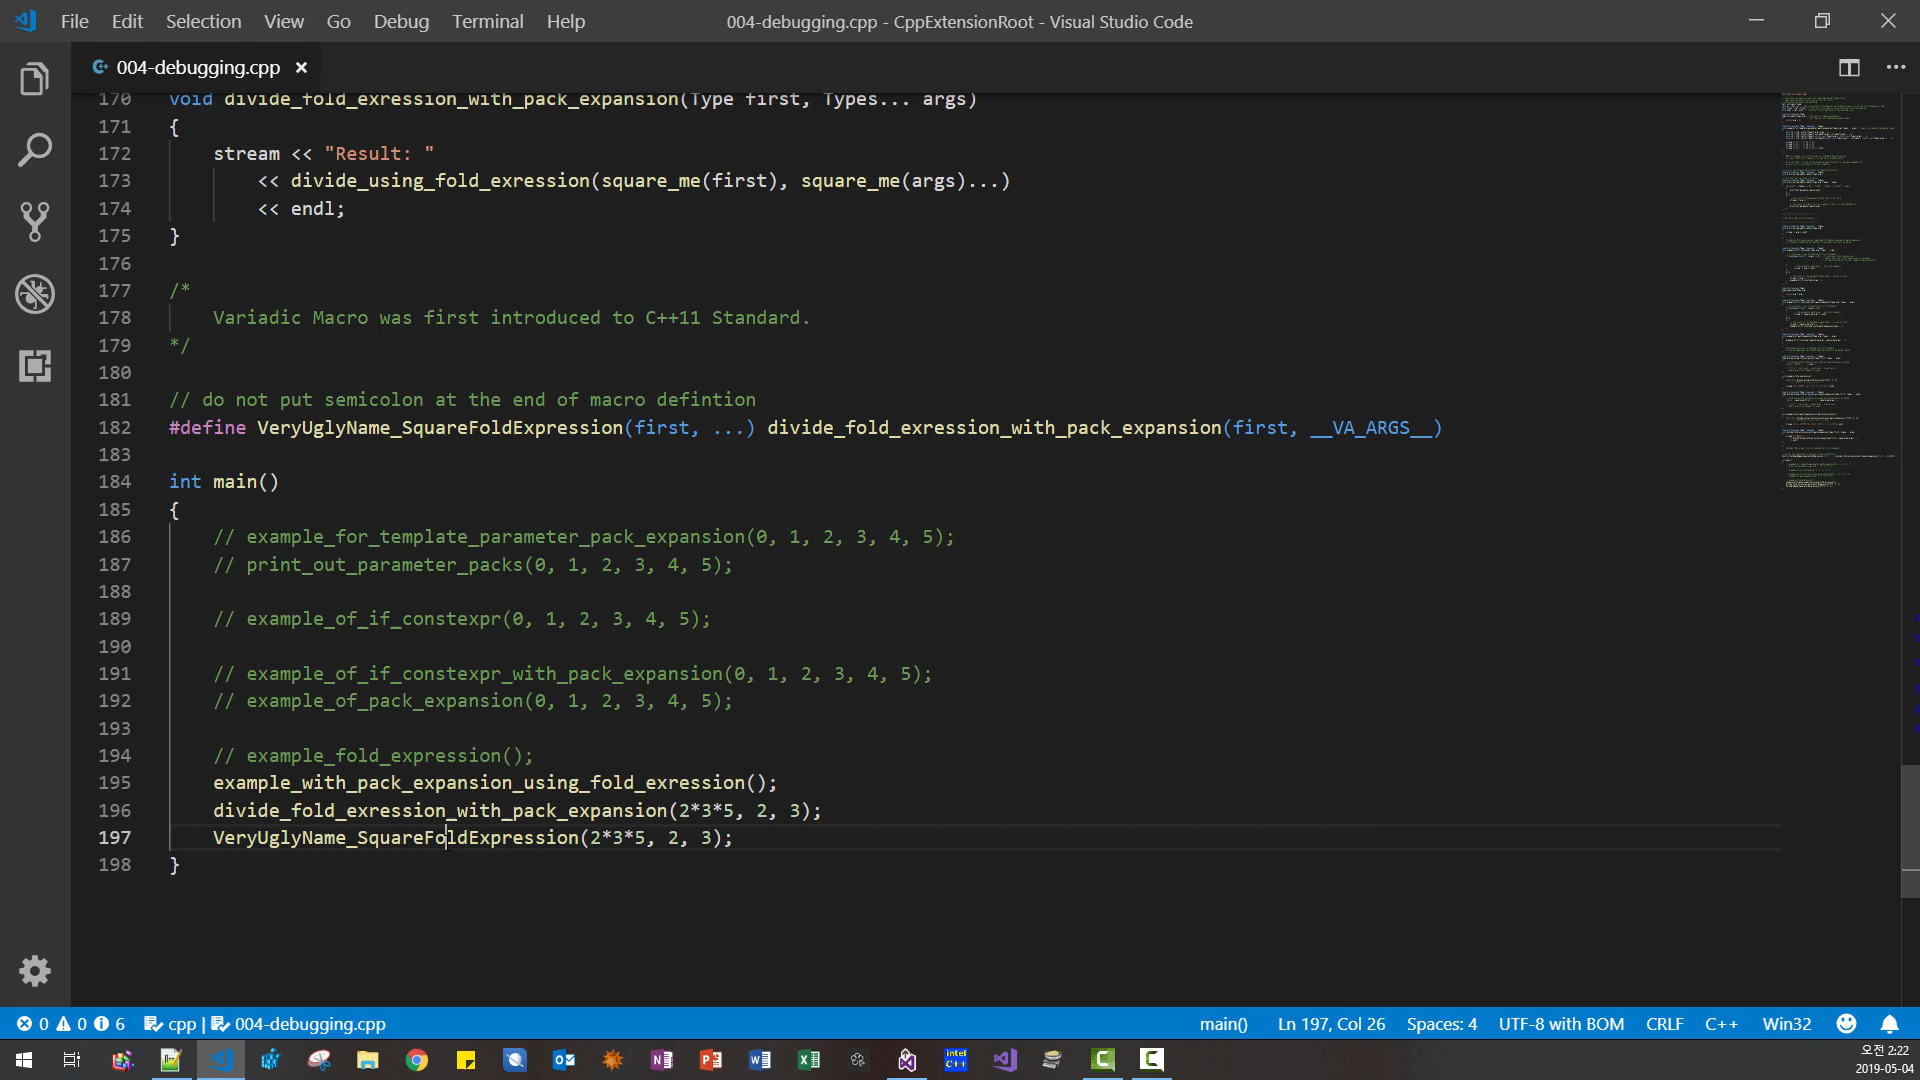 File Edit Selection View Go Debug Terminal Help
004-debugging.cpp - CppExtensionRoot - Visual Studio Code
004-debugging.cpp
170 void divide_fold_exression_with_pack_expansion(Type first, Types... args)
171 {
172 stream << "Result: "
173 << divide_using_fold_exression(square_me(first), square_me(args)...)
174 << endl;
175 }
176
177 /*
178 Variadic Macro was first introduced to C++11 Standard.
179 */
180
181 // do not put semicolon at the end of macro defintion
182 #define VeryUglyName_SquareFoldExpression(first, ...) divide_fold_exression_with_pack_expansion(first, __VA_ARGS__)
183
184 int main()
185 {
186 // example_for_template_parameter_pack_expansion(0, 1, 2, 3, 4, 5);
187 // print_out_parameter_packs(0, 1, 2, 3, 4, 5);
188
189 // example_of_if_constexpr(0, 1, 2, 3, 4, 5);
190
191 // example_of_if_constexpr_with_pack_expansion(0, 1, 2, 3, 4, 5);
192 // example_of_pack_expansion(0, 1, 2, 3, 4, 5);
193
194 // example_fold_expression();
195 example_with_pack_expansion_using_fold_exression();
196 divide_fold_exression_with_pack_expansion(2*3*5, 2, 3);
197 VeryUglyName_SquareFoldExpression(2*3*5, 2, 3);
198 }
0 0 6 cpp | 004-debugging.cpp
main() Ln 197, Col 26 Spaces: 4 UTF-8 with BOM CRLF C++ Win32
intel C++
오전 2:22
2019-05-04